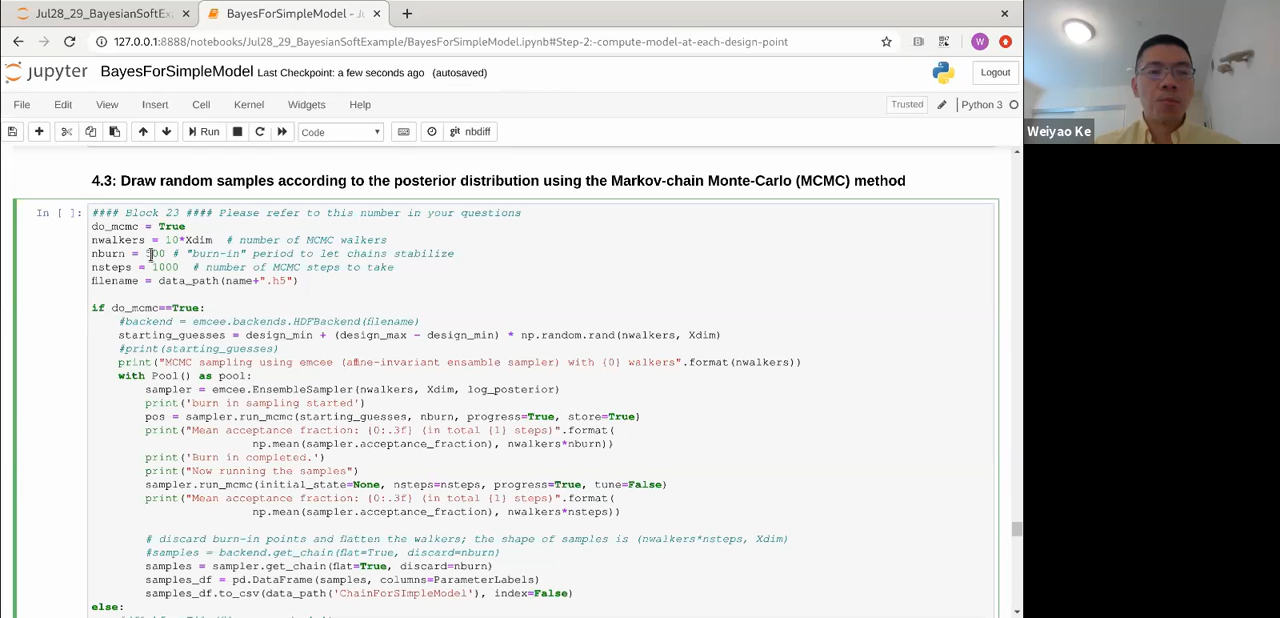 Jul28_29_BayesianSoftEx
BayesForSimpleModel - J
127.0.0.1:8888/notebooks/Jul28_29_BayesianSoftExample/BayesForSimpleModel.ipynb#Step-2:-compute-model-at-each-design-point
W
jupyter BayesForSimpleModel Last Checkpoint: a few seconds ago (autosaved)
Logout
File Edit View Insert Cell Kernel Widgets Help
Trusted
Python 3
Run
Code
git nbdiff
Weiyao Ke
4.3: Draw random samples according to the posterior distribution using the Markov-chain Monte-Carlo (MCMC) method
In [ ]:
#### Block 23 #### Please refer to this number in your questions
do_mcmc = True
nwalkers = 10*Xdim # number of MCMC walkers
nburn = # "burn-in" period to let chains stabilize
nsteps = 1000 # number of MCMC steps to take
filename = data_path(name+".h5")
if do_mcmc==True:
#backend = emcee.backends.HDFBackend(filename)
starting_guesses = design_min + (design_max - design_min) * np.random.rand(nwalkers, Xdim)
#print(starting_guesses)
print("MCMC sampling using emcee (affine-invariant ensamble sampler) with {0} walkers".format(nwalkers))
with Pool() as pool:
sampler = emcee.EnsembleSampler(nwalkers, Xdim, log_posterior)
print('burn in sampling started')
pos = sampler.run_mcmc(starting_guesses, nburn, progress=True, store=True)
print("Mean acceptance fraction: {0:.3f} (in total {1} steps)".format(
np.mean(sampler.acceptance_fraction), nwalkers*nburn))
print('Burn in completed.')
print("Now running the samples")
sampler.run_mcmc(initial_state=None, nsteps=nsteps, progress=True, tune=False)
print("Mean acceptance fraction: {0:.3f} (in total {1} steps)".format(
np.mean(sampler.acceptance_fraction), nwalkers*nsteps))
# discard burn-in points and flatten the walkers; the shape of samples is (nwalkers*nsteps, Xdim)
#samples = backend.get_chain(flat=True, discard=nburn)
samples = sampler.get_chain(flat=True, discard=nburn)
samples_df = pd.DataFrame(samples, columns=ParameterLabels)
samples_df.to_csv(data_path('ChainForSImpleModel'), index=False)
else: